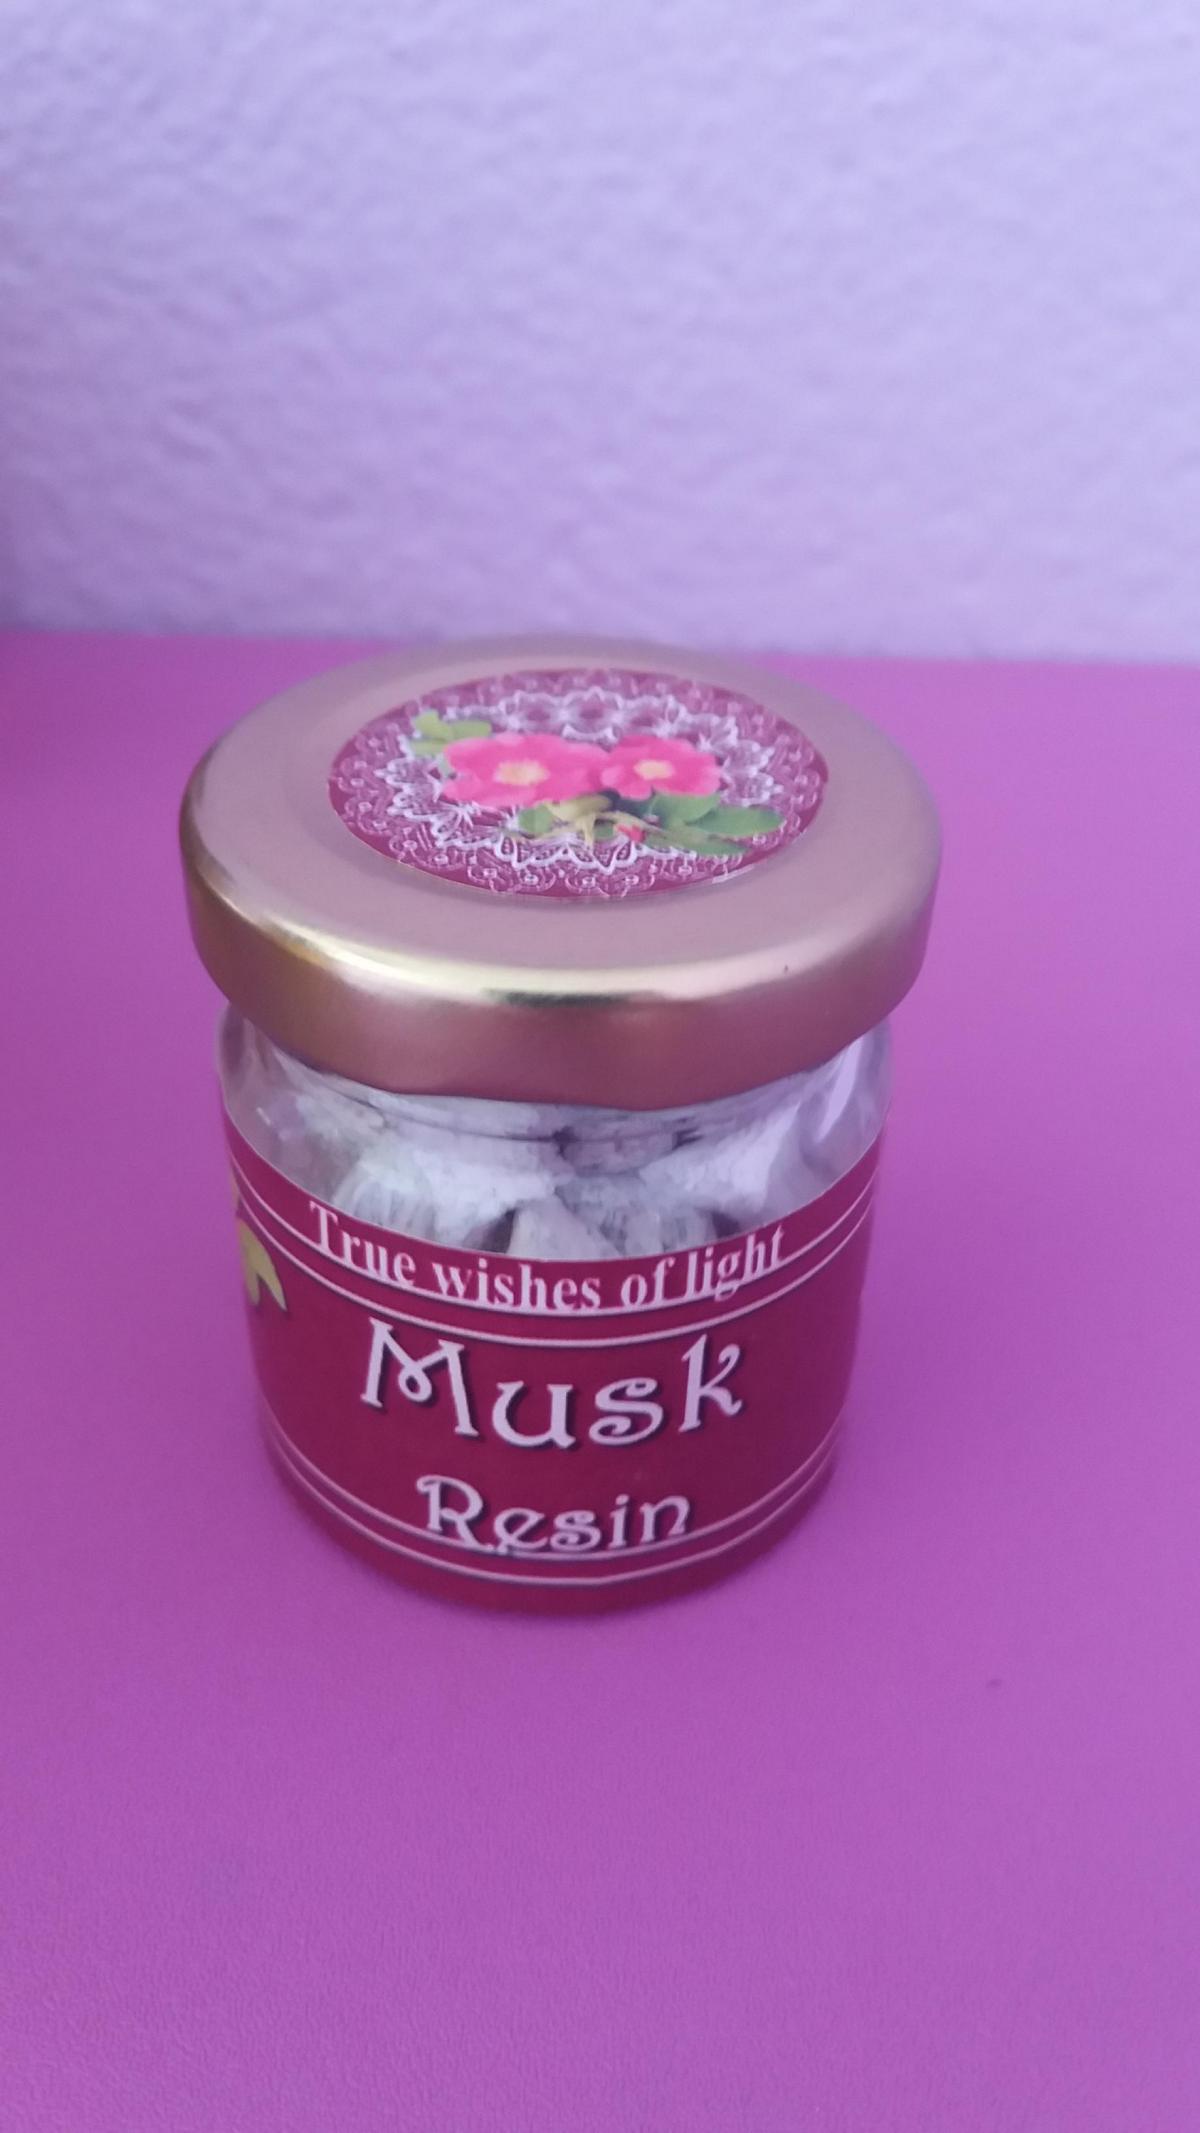 True wishes of light
Musk
Resin